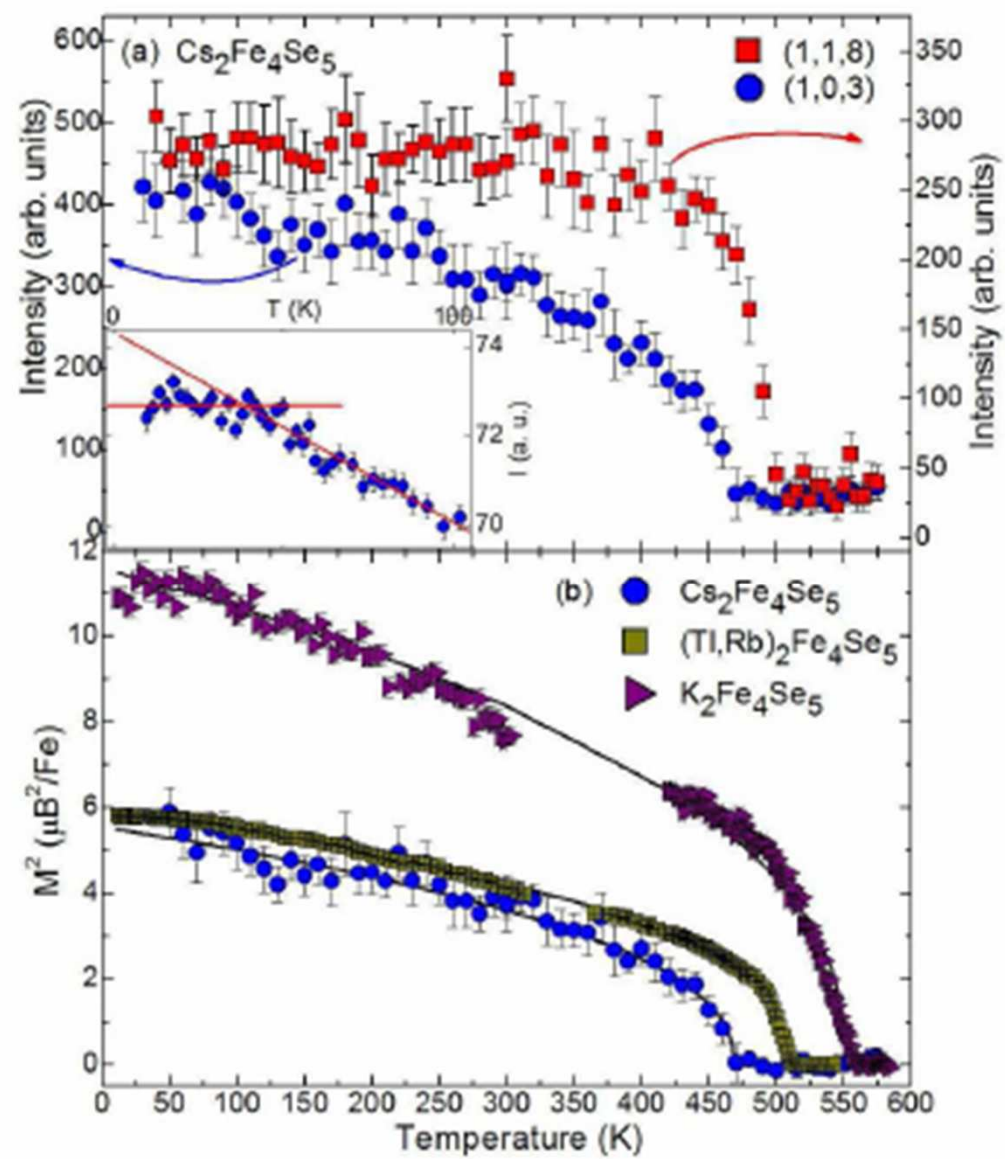 (a) Cs2Fe4Se5
(1,1,8)
(1,0,3)
600
500
400
300
200
100
0
Intensity (arb. units)
350
300
250
200
150
100
50
0
Intensity (arb. units)
T (K)
0
100
74
72
70
I (a. u.)
(b)
Cs2Fe4Se5
(Tl,Rb)2Fe4Se5
K2Fe4Se5
12
10
8
6
4
2
0
M2 (μB2/Fe)
0 50 100 150 200 250 300 350 400 450 500 550 600
Temperature (K)